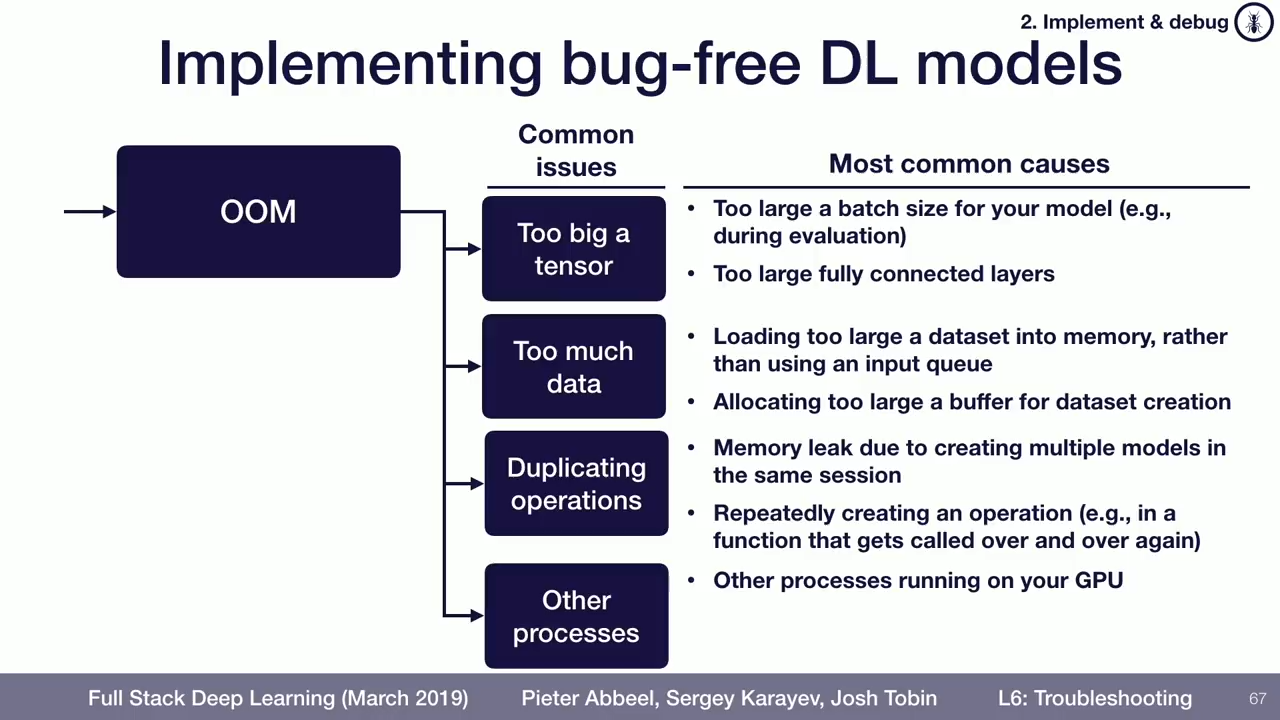 2. Implement & debug
Implementing bug-free DL models
Common
issues
Most common causes
OOM
Too big a
tensor
• Too large a batch size for your model (e.g.,
during evaluation)
• Too large fully connected layers
Too much
data
• Loading too large a dataset into memory, rather
than using an input queue
• Allocating too large a buffer for dataset creation
Duplicating
operations
• Memory leak due to creating multiple models in
the same session
• Repeatedly creating an operation (e.g., in a
function that gets called over and over again)
Other
processes
• Other processes running on your GPU
Full Stack Deep Learning (March 2019)
Pieter Abbeel, Sergey Karayev, Josh Tobin
L6: Troubleshooting
67